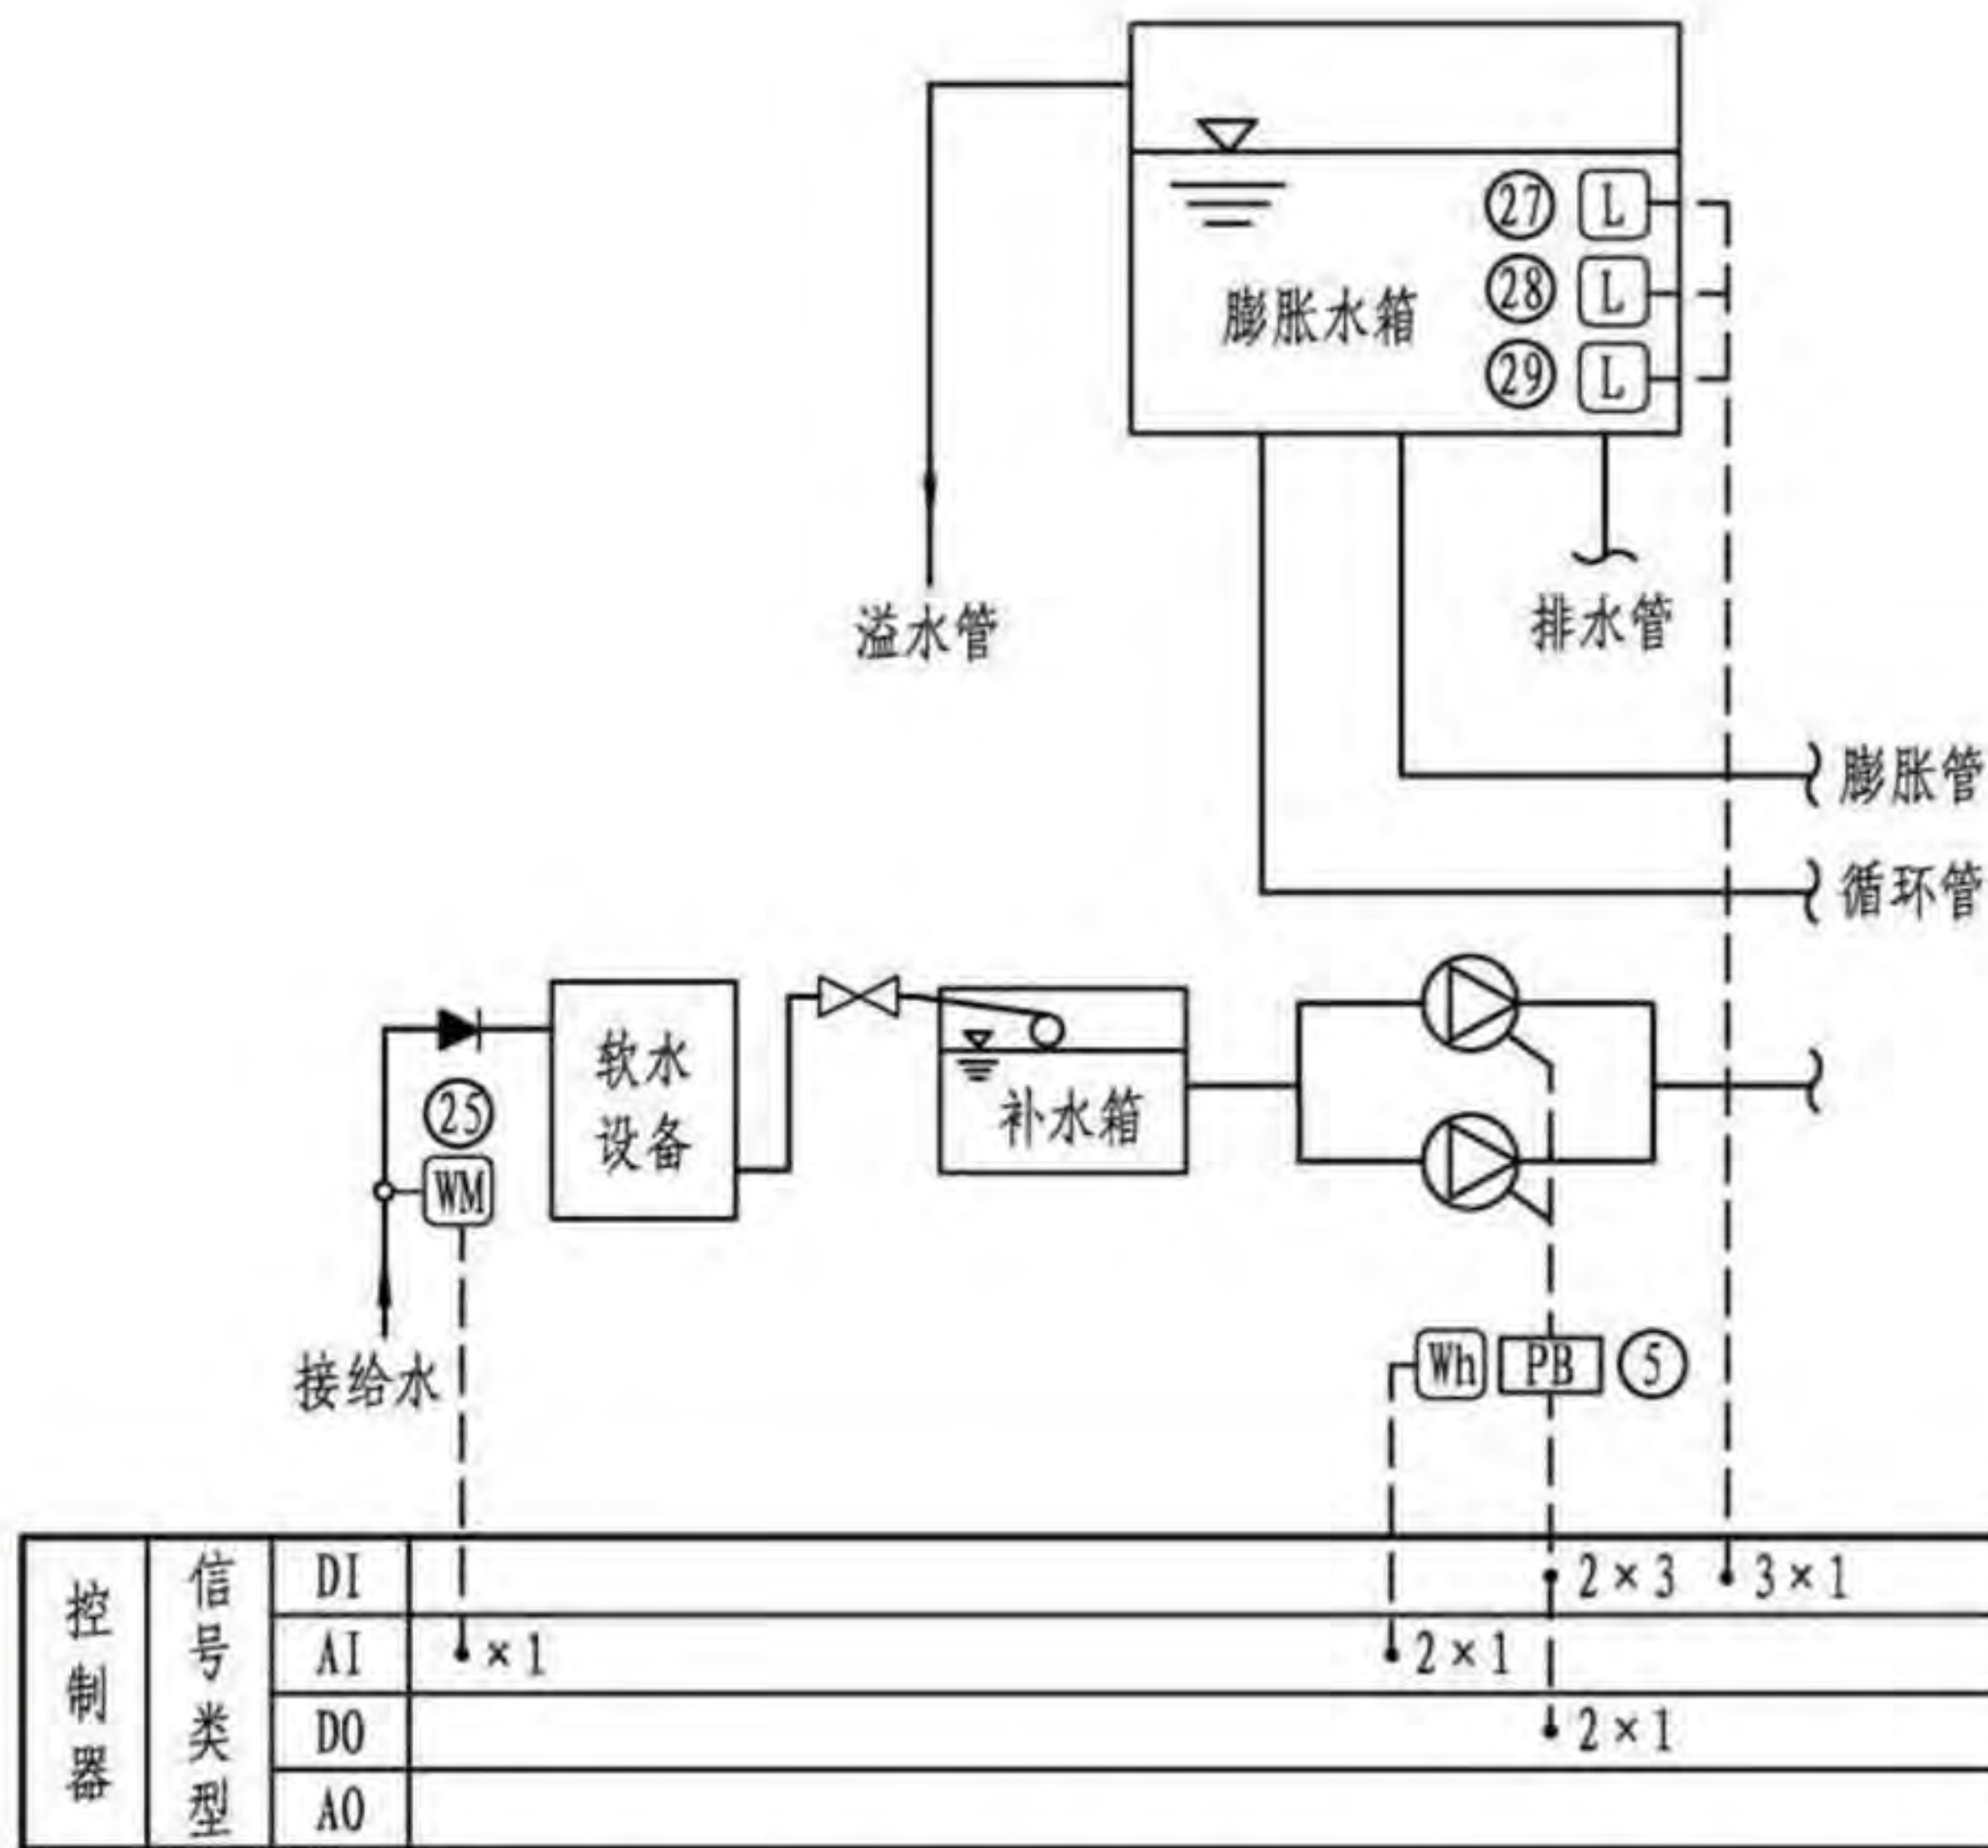 ㉗ L
㉘ L
膨胀水箱
㉙ L
溢水管
排水管
膨胀管
循环管
软水
设备
补水箱
㉕
WM
接给水
Wh PB ⑤
控制器
信号类型
DI 2×3 3×1
AI ×1 2×1
DO 2×1
AO